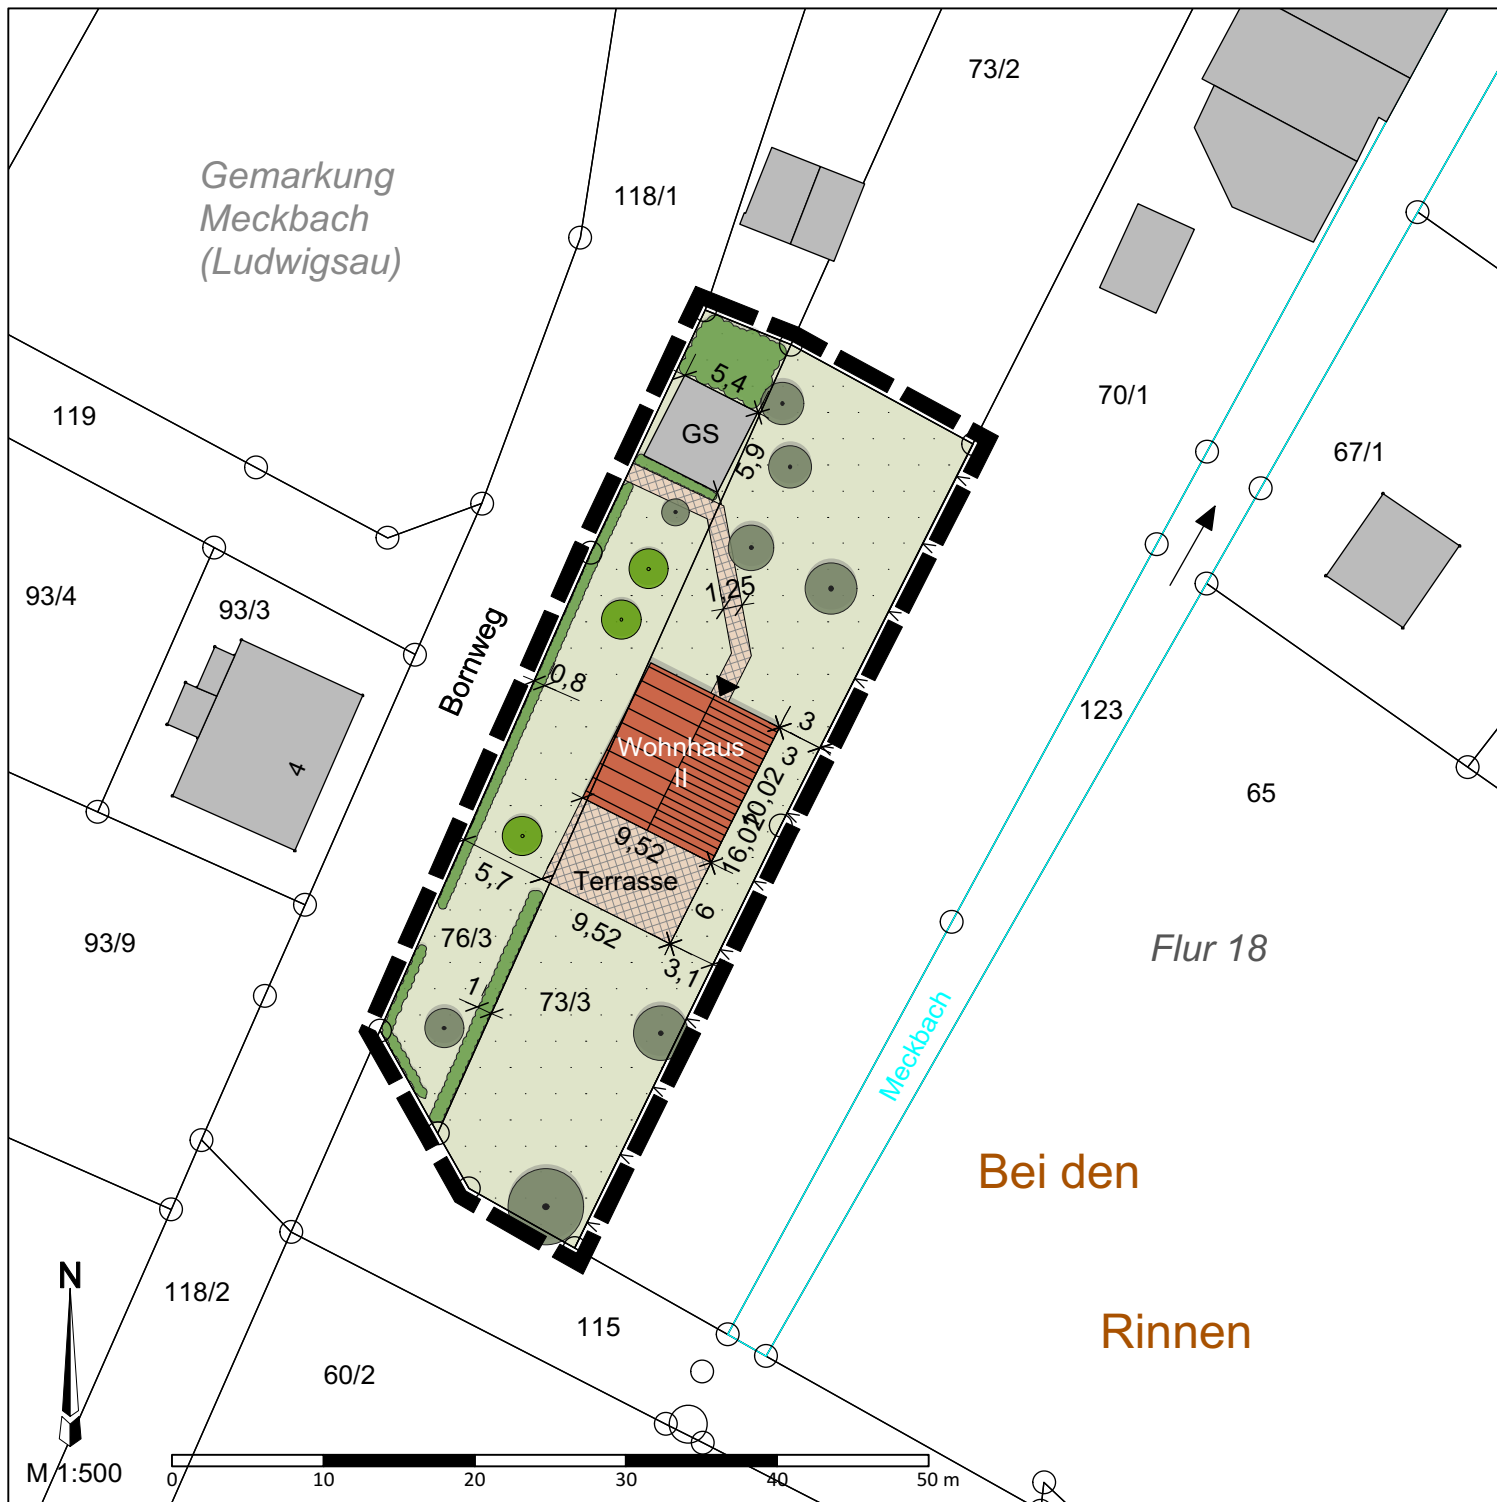 73/2
Gemarkung
Meckbach
(Ludwigsau)
118/1
5,4
70/1
119
GS
5,9
67/1
93/4
93/3
1,25
Bornweg
0,8
123
3
Wohnhaus
II
3
4
10,02
65
9,52
16,02
5,7
Terrasse
6
9,52
76/3
93/9
Flur 18
3,1
1
73/3
Meckbach
Bei den
N
118/2
115
Rinnen
60/2
M 1:500
0 10 20 30 40 50 m